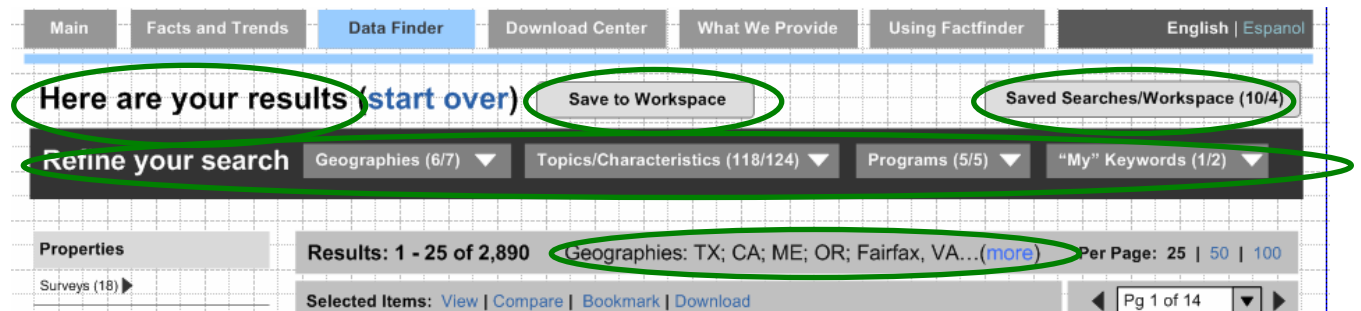 Main Facts and Trends Data Finder Download Center What We Provide Using Factfinder English | Espanol
Here are your results (start over) Save to Workspace Saved Searches/Workspace (10/4)
Refine your search Geographies (6/7) Topics/Characteristics (118/124) Programs (5/5) “My” Keywords (1/2)
Properties Results: 1 - 25 of 2,890 Geographies: TX; CA; ME; OR; Fairfax, VA…(more) Per Page: 25 | 50 | 100
Surveys (18)
Selected Items: View | Compare | Bookmark | Download Pg 1 of 14